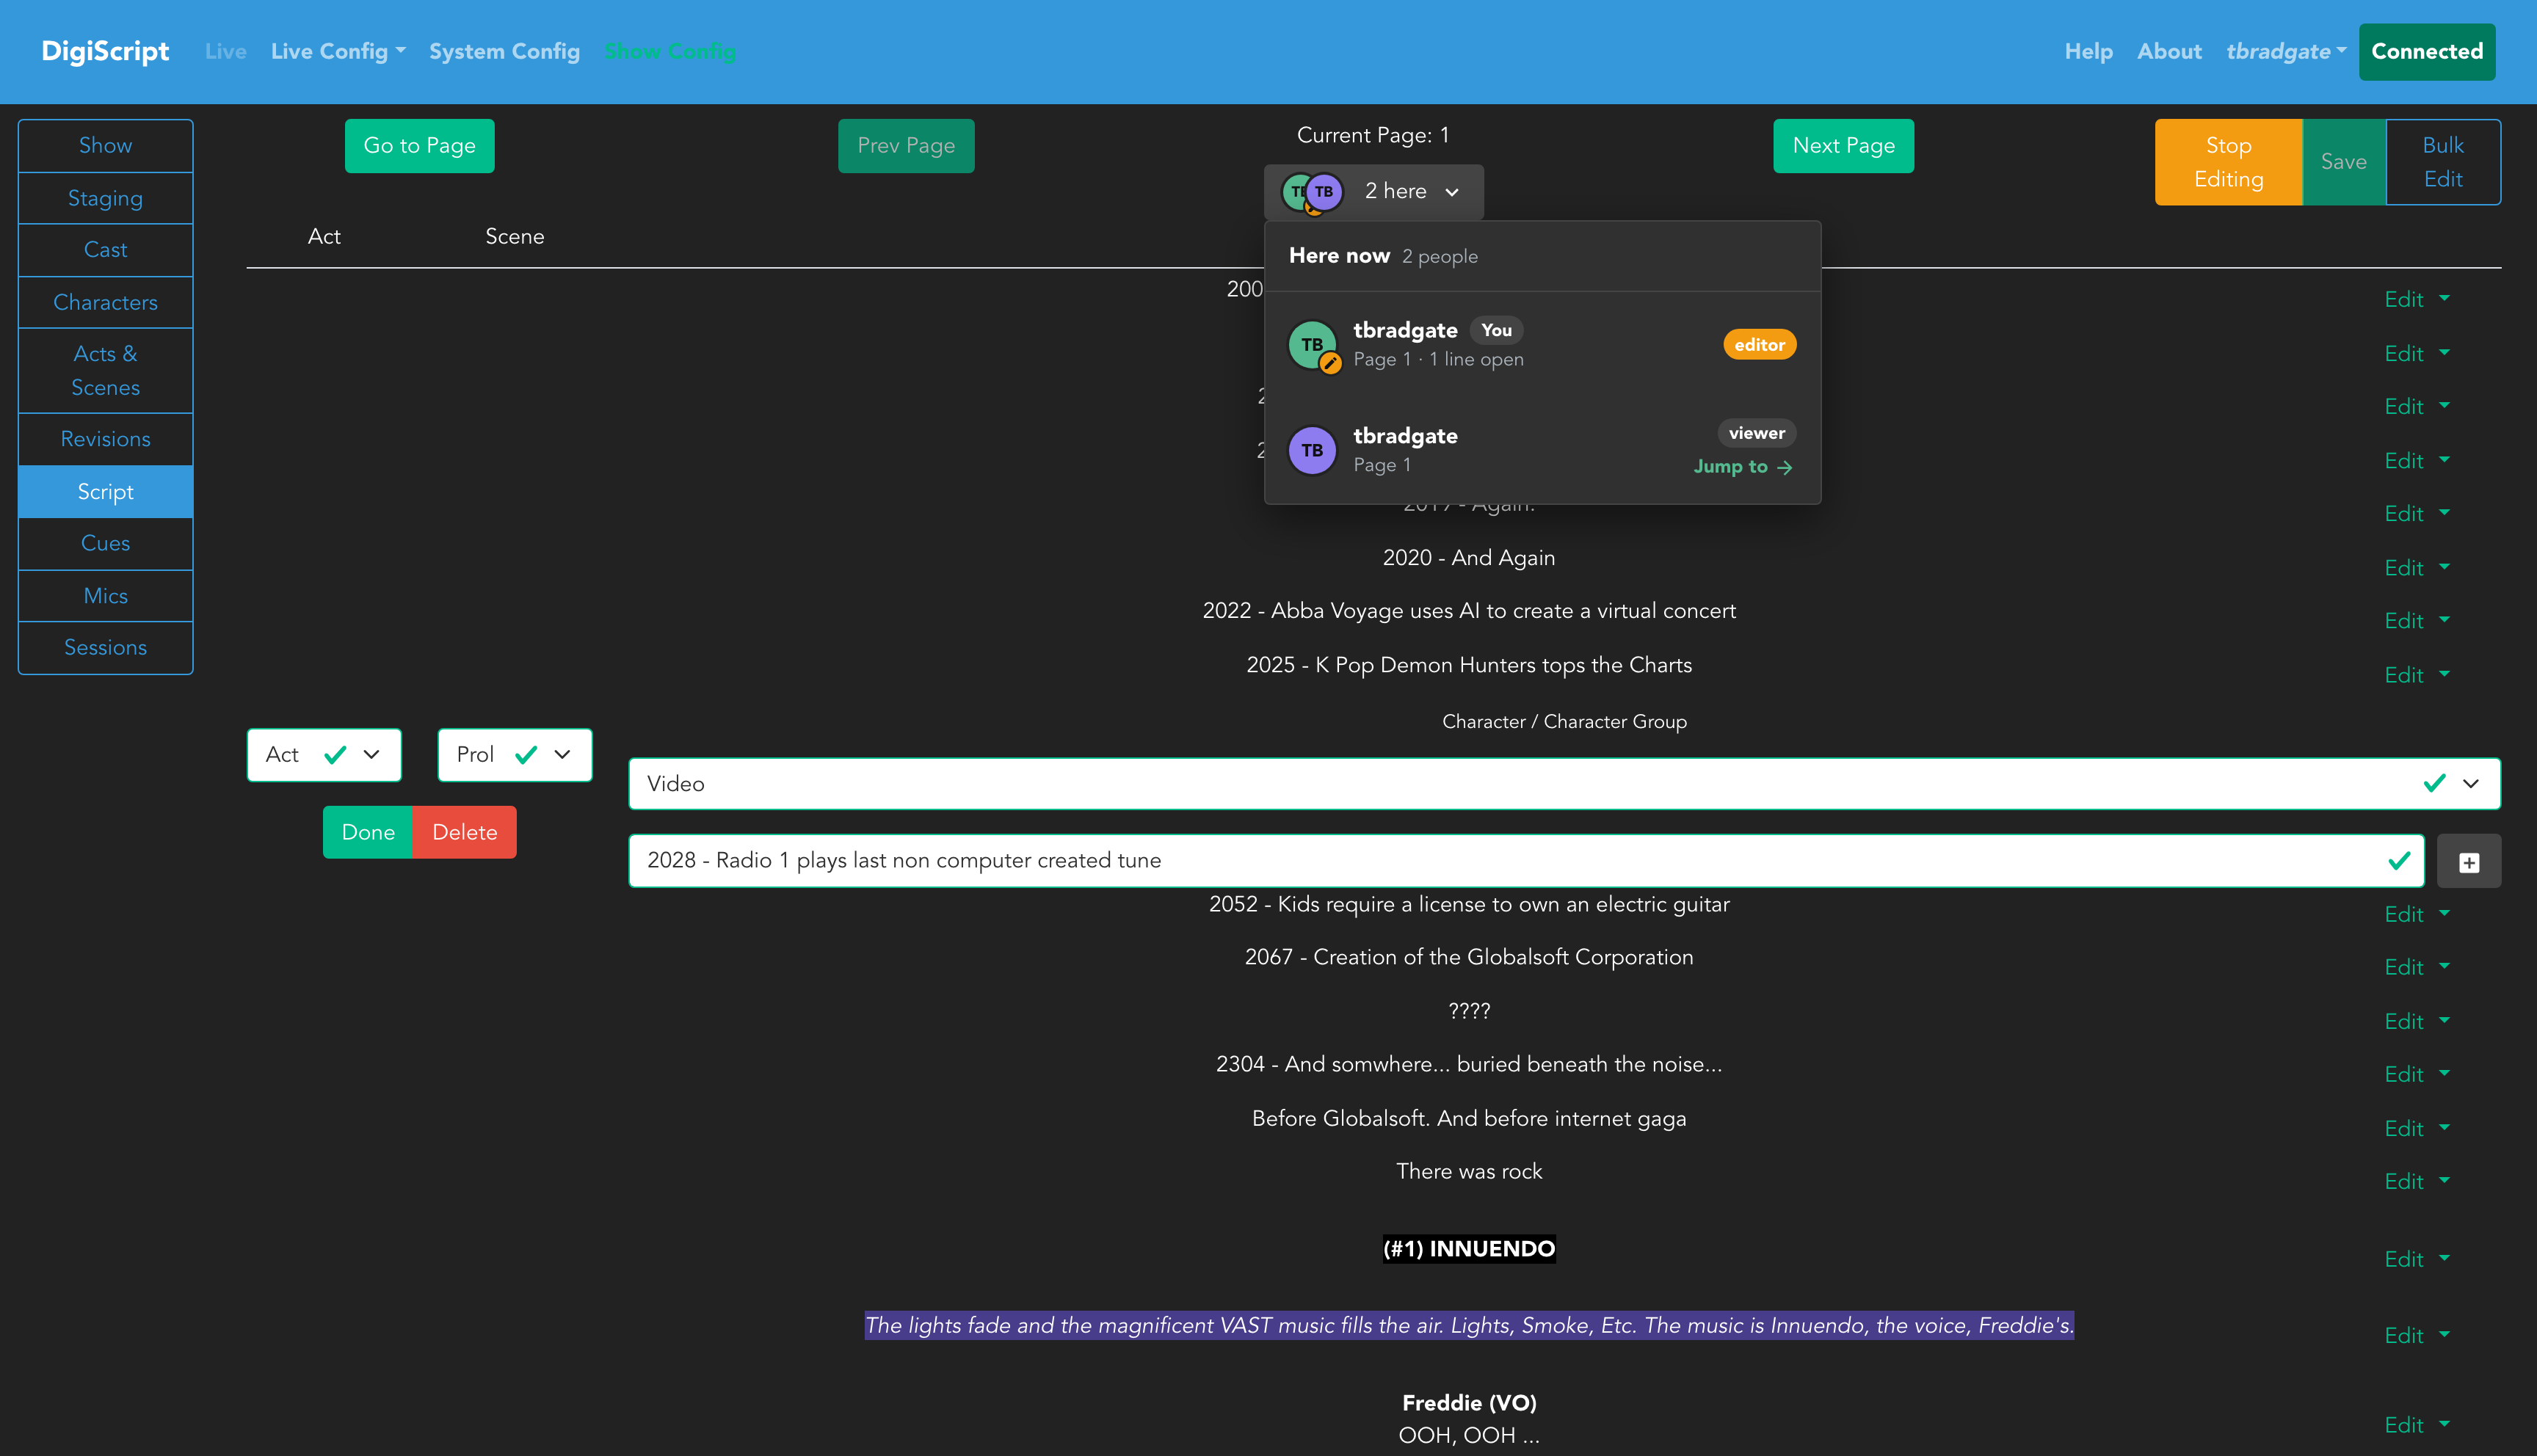 DigiScript Live Live Config System Config Show Config Help About tbradgate Connected
Show
Staging
Cast
Characters
Acts &
Scenes
Revisions
Script
Cues
Mics
Sessions
Go to Page
Prev Page
Current Page: 1
Next Page
Stop
Editing
Save
Bulk
Edit
TB 2 here
Act Scene
Here now 2 people
Edit
TB tbradgate You editor
Page 1 · 1 line open
Edit
Edit
TB tbradgate viewer
Page 1 Jump to →
Edit
Edit
2020 - And Again
Edit
2022 - Abba Voyage uses AI to create a virtual concert
Edit
2025 - K Pop Demon Hunters tops the Charts
Edit
Character / Character Group
Act Prol
Video
Done Delete
2028 - Radio 1 plays last non computer created tune
2052 - Kids require a license to own an electric guitar
Edit
2067 - Creation of the Globalsoft Corporation
Edit
????
Edit
2304 - And somwhere... buried beneath the noise...
Edit
Before Globalsoft. And before internet gaga
Edit
There was rock
Edit
(#1) INNUENDO
Edit
The lights fade and the magnificent VAST music fills the air. Lights, Smoke, Etc. The music is Innuendo, the voice, Freddie's.
Edit
Freddie (VO)
OOH, OOH ...
Edit